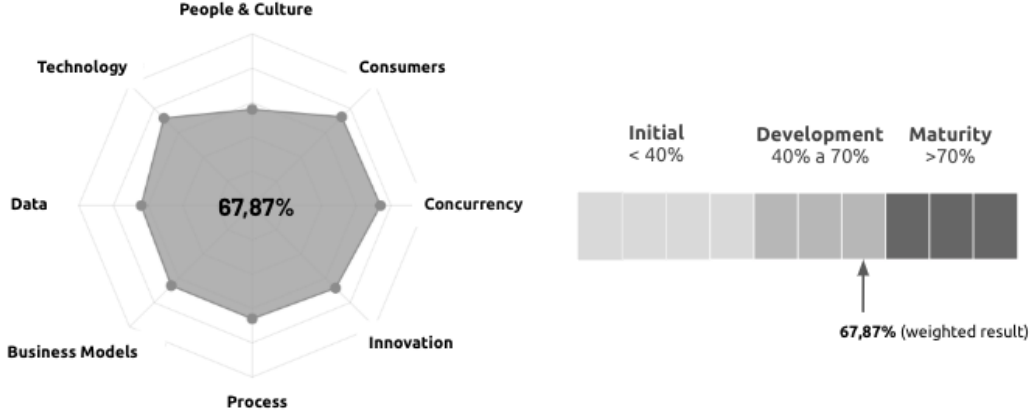 People & Culture
Technology
Consumers
Data
67,87%
Concurrency
Business Models
Innovation
Process
Initial
< 40%
Development
40% a 70%
Maturity
>70%
67,87% (weighted result)